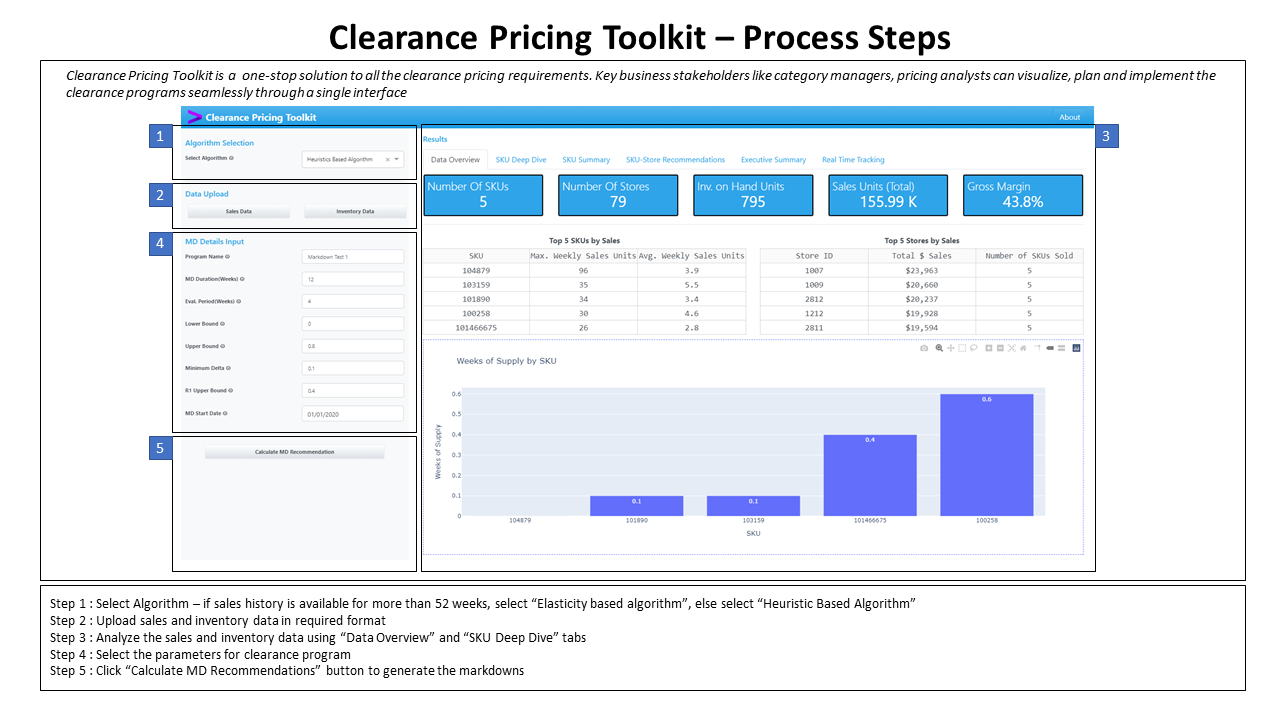 Clearance Pricing Toolkit – Process Steps
Clearance Pricing Toolkit is a one-stop solution to all the clearance pricing requirements. Key business stakeholders like category managers, pricing analysts can visualize, plan and implement the
clearance programs seamlessly through a single interface
Clearance Pricing Toolkit
About
1
Algorithm Selection
Select Algorithm
Heuristics Based Algorithm
2
Data Upload
Sales Data
Inventory Data
4
MD Details Input
Program Name
Markdown Test 1
MD Duration(Weeks)
12
Eval. Period(Weeks)
4
Lower Bound
0
Upper Bound
0.8
Minimum Delta
0.1
R1 Upper Bound
0.4
MD Start Date
01/01/2020
5
Calculate MD Recommendation
3
Results
Data Overview
SKU Deep Dive
SKU Summary
SKU-Store Recommendations
Executive Summary
Real Time Tracking
Number Of SKUs
5
Number Of Stores
79
Inv. on Hand Units
795
Sales Units (Total)
155.99 K
Gross Margin
43.8%
Top 5 SKUs by Sales
SKU Max. Weekly Sales Units Avg. Weekly Sales Units
104879 96 3.9
103159 35 5.5
101890 34 3.4
100258 30 4.6
101466675 26 2.8
Top 5 Stores by Sales
Store ID Total $ Sales Number of SKUs Sold
1007 $23,963 5
1009 $20,660 5
2812 $20,237 5
1212 $19,928 5
2811 $19,594 5
Weeks of Supply by SKU
Weeks of Supply
0.6
0.5
0.4
0.3
0.2
0.1
0
0.1
0.1
0.4
0.6
104879 101890 103159 101466675 100258
SKU
Step 1 : Select Algorithm – if sales history is available for more than 52 weeks, select “Elasticity based algorithm”, else select “Heuristic Based Algorithm”
Step 2 : Upload sales and inventory data in required format
Step 3 : Analyze the sales and inventory data using “Data Overview” and “SKU Deep Dive” tabs
Step 4 : Select the parameters for clearance program
Step 5 : Click “Calculate MD Recommendations” button to generate the markdowns